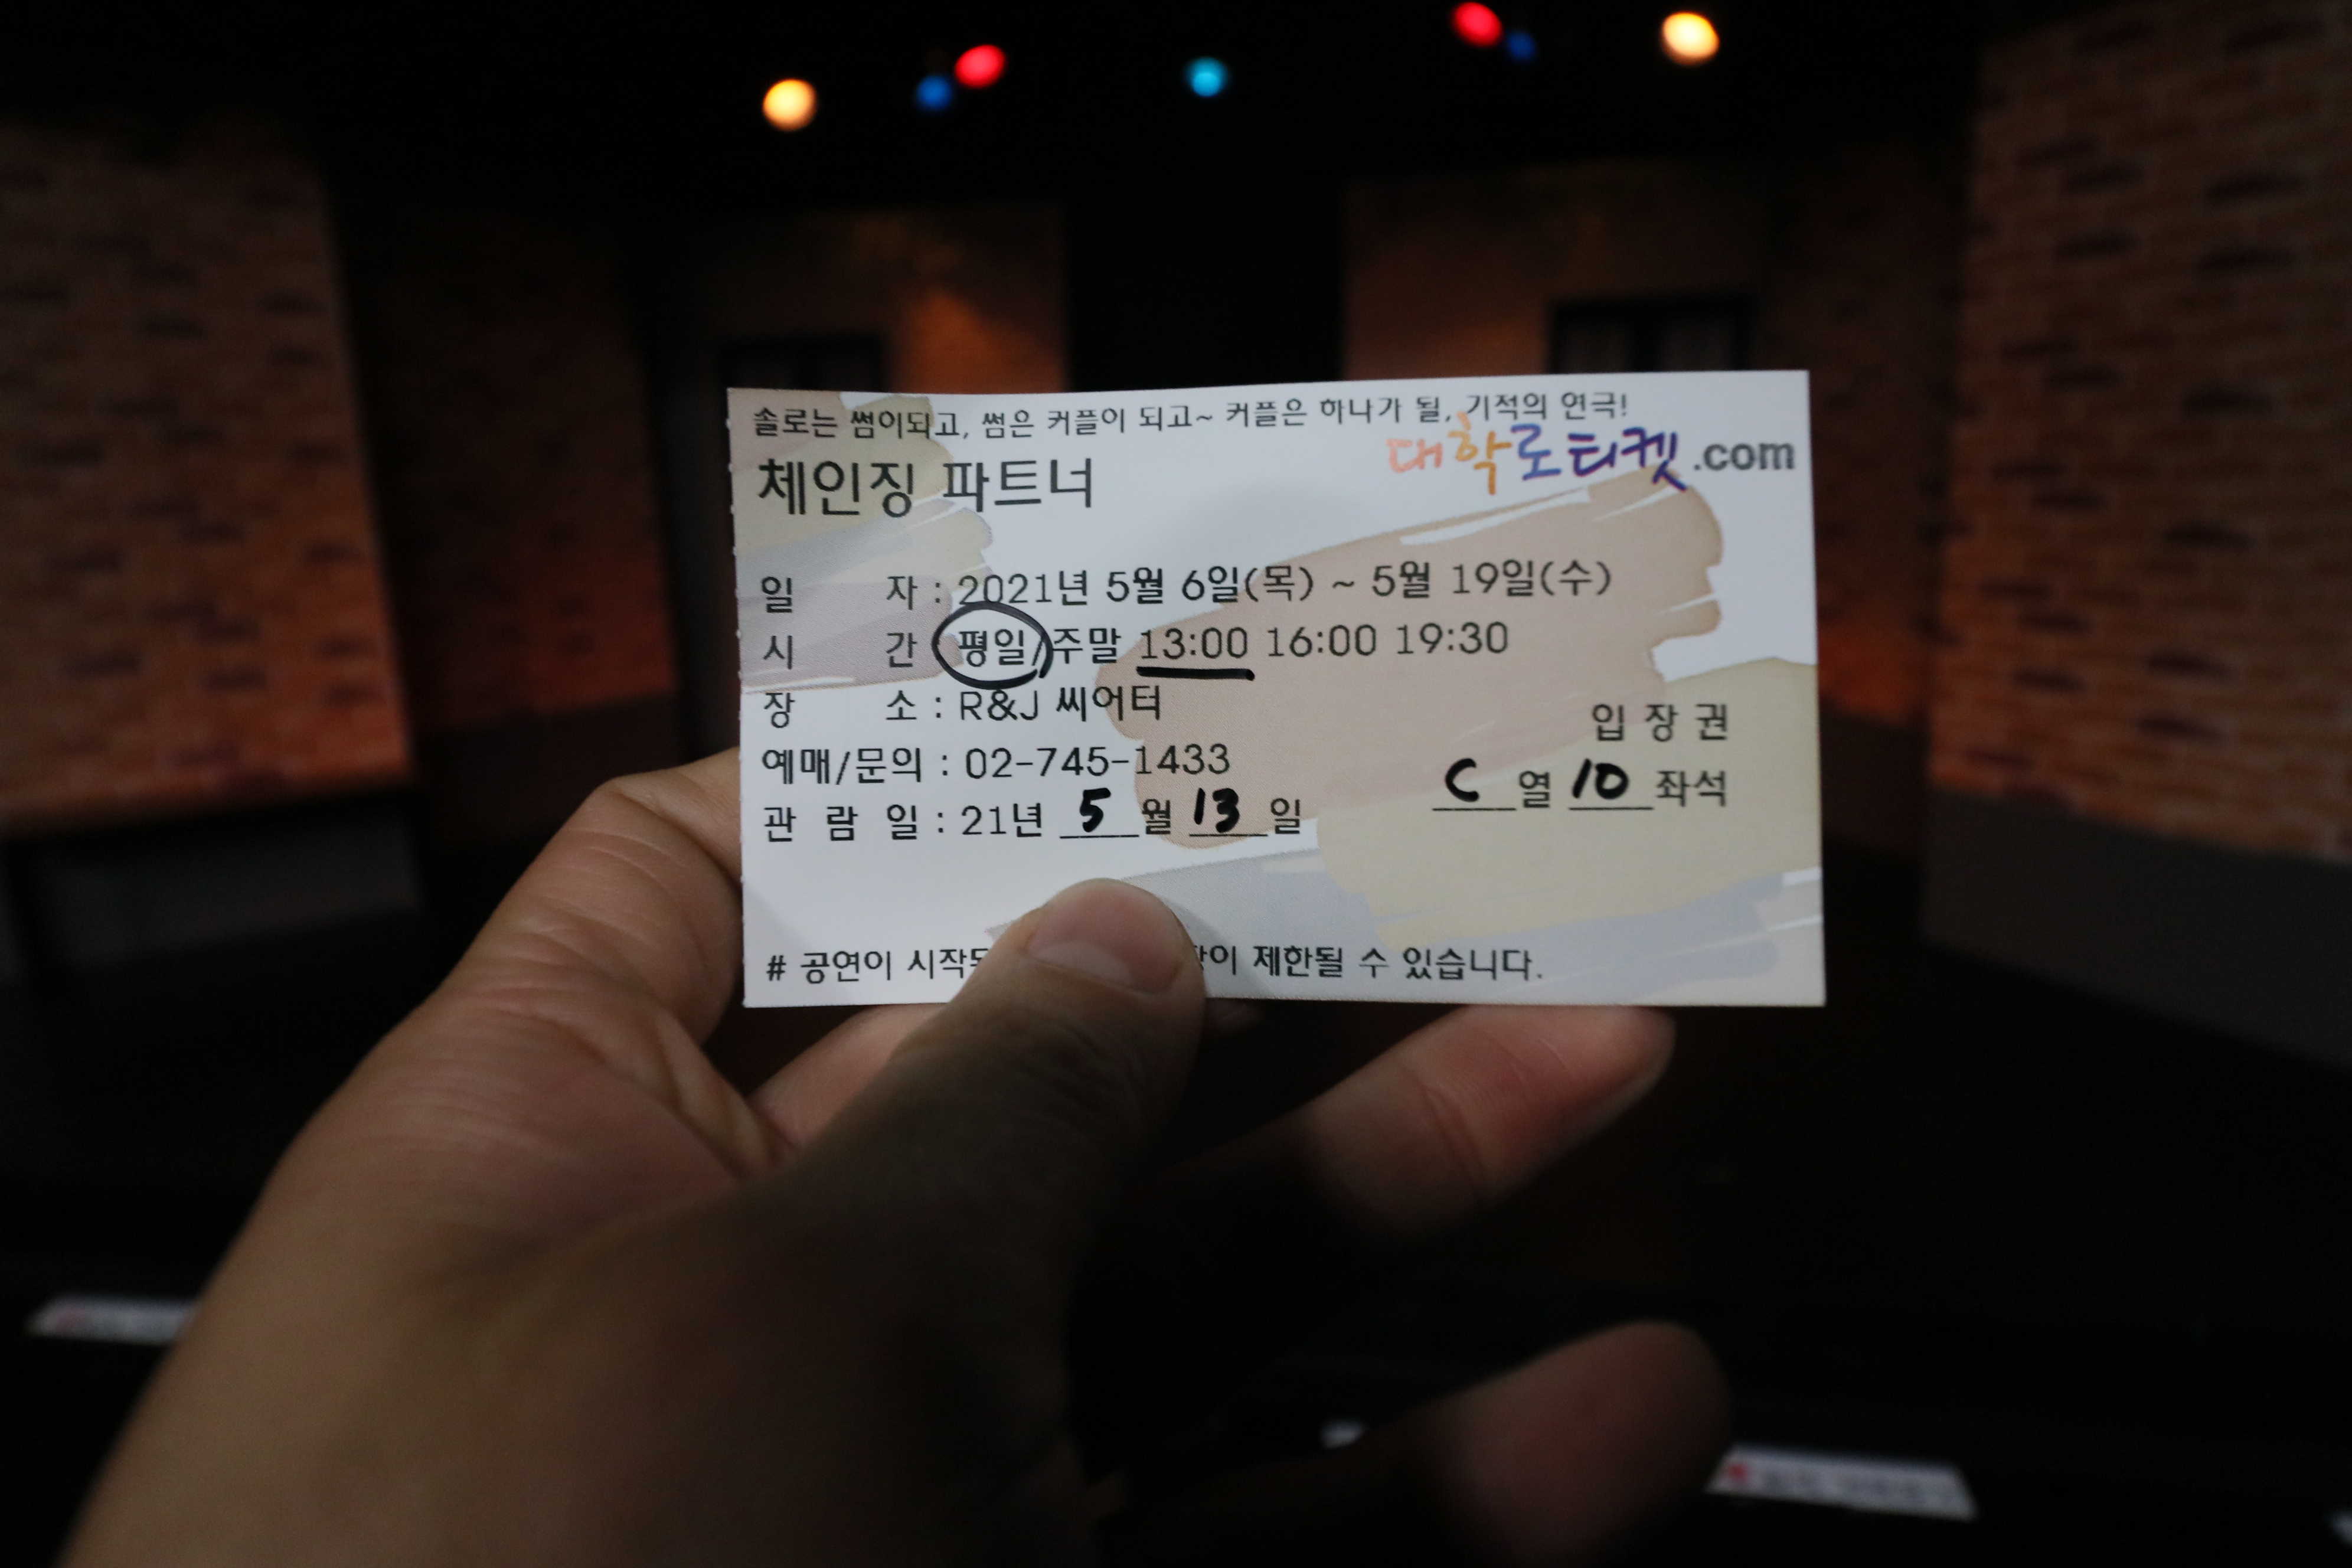 솔로는 썸이되고, 썸은 커플이 되고~ 커플은 하나가 될, 기적의 연극!
대학로티켓.com
체인징 파트너
일 자 : 2021년 5월 6일(목) ~ 5월 19일(수)
시 간 평일/주말 13:00 16:00 19:30
장 소 : R&J 씨어터
예매/문의 : 02-745-1433
관 람 일 : 21년 5월 13일
입 장 권
C열 10좌석
# 공연이 시작 제한될 수 있습니다.